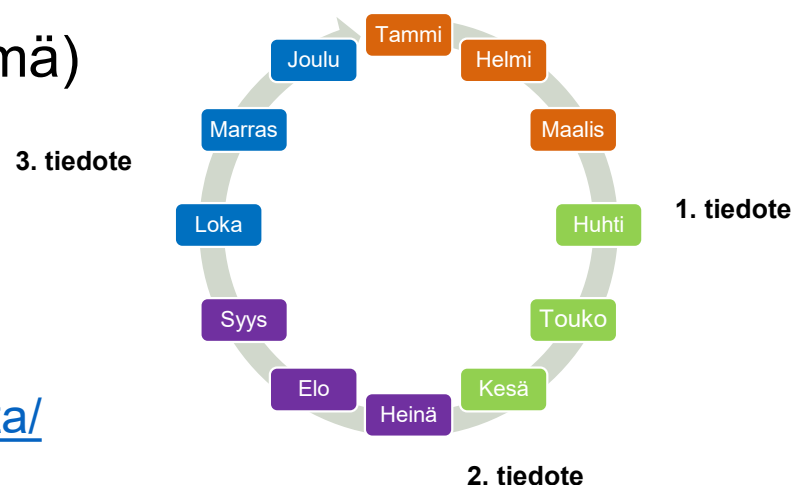 mä)
Tammi
Helmi
Maalis
Huhti
Touko
Kesä
Heinä
Elo
Syys
Loka
Marras
Joulu
1. tiedote
2. tiedote
3. tiedote
ta/